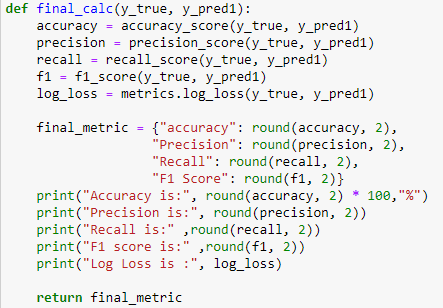 def final_calc(y_true, y_pred1):
    accuracy = accuracy_score(y_true, y_pred1)
    precision = precision_score(y_true, y_pred1)
    recall = recall_score(y_true, y_pred1)
    f1 = f1_score(y_true, y_pred1)
    log_loss = metrics.log_loss(y_true, y_pred1)

    final_metric = {"accuracy": round(accuracy, 2),
                    "Precision": round(precision, 2),
                    "Recall": round(recall, 2),
                    "F1 Score": round(f1, 2)}
    print("Accuracy is:", round(accuracy, 2) * 100,"%")
    print("Precision is:", round(precision, 2))
    print("Recall is:" ,round(recall, 2))
    print("F1 score is:" ,round(f1, 2))
    print("Log Loss is :", log_loss)

    return final_metric